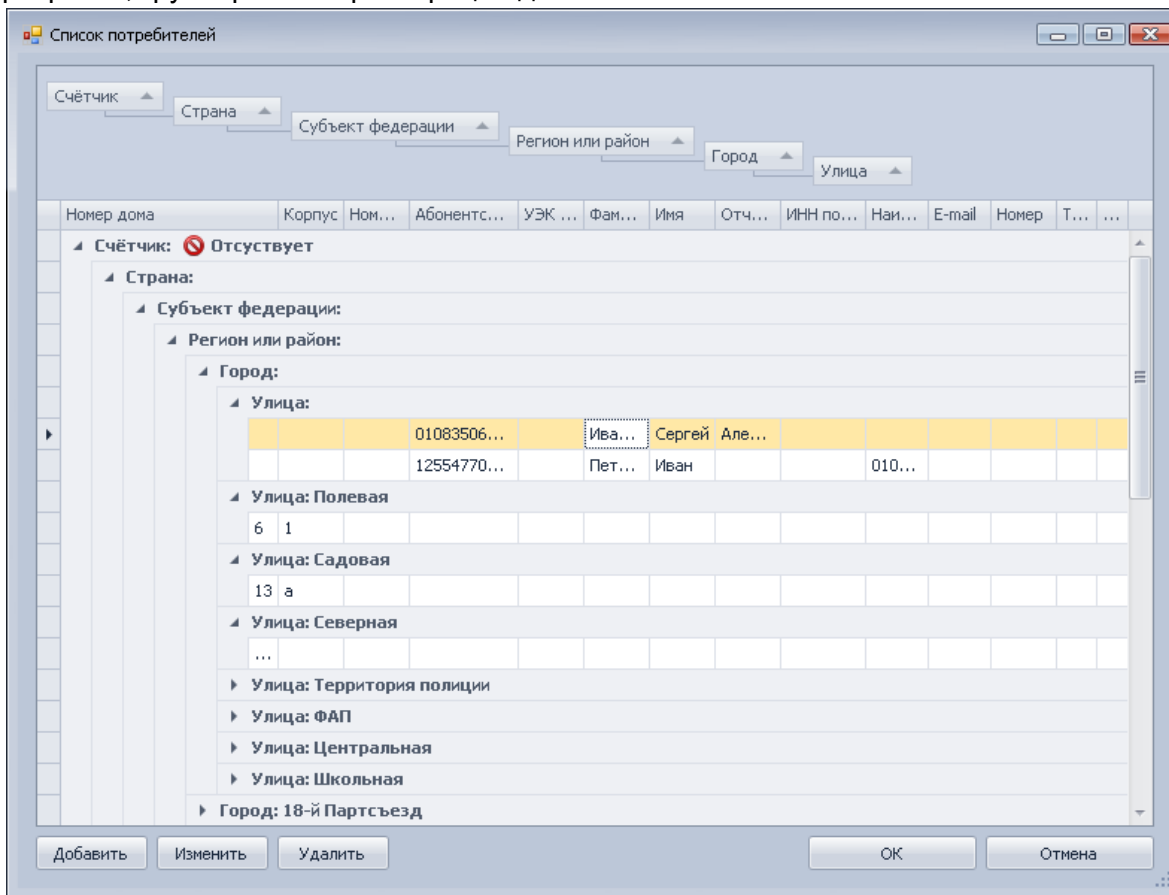 Список потребителей
Счётчик
Страна
Субъект федерации
Регион или район
Город
Улица
Номер дома Корпус Ном... Абонентс... УЭК ... Фам... Имя Отч... ИНН по... Наи... E-mail Номер Т... ...
Счётчик: Отсуствует
Страна:
Субъект федерации:
Регион или район:
Город:
Улица:
01083506... Ива... Сергей Але...
12554770... Пет... Иван 010...
Улица: Полевая
6 1
Улица: Садовая
13 а
Улица: Северная
...
Улица: Территория полиции
Улица: ФАП
Улица: Центральная
Улица: Школьная
Город: 18-й Партсъезд
Добавить Изменить Удалить ОК Отмена